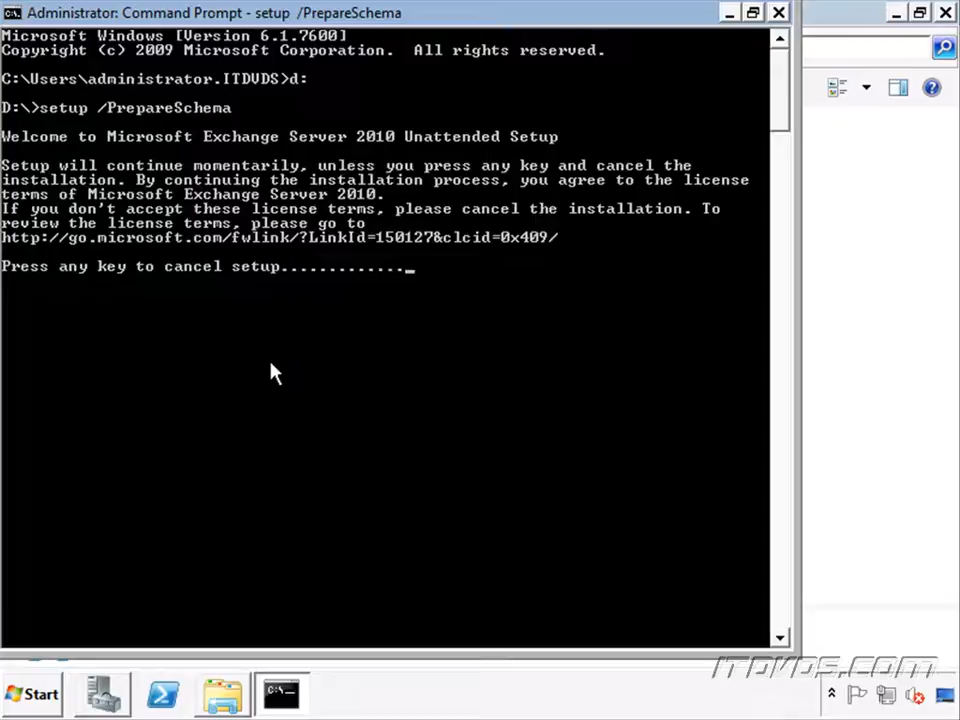 Administrator: Command Prompt - setup /PrepareSchema
Microsoft Windows [Version 6.1.7600]
Copyright (c) 2009 Microsoft Corporation. All rights reserved.
C:\Users\administrator.ITDVDS>d:
D:\>setup /PrepareSchema
Welcome to Microsoft Exchange Server 2010 Unattended Setup
Setup will continue momentarily, unless you press any key and cancel the
installation. By continuing the installation process, you agree to the license
terms of Microsoft Exchange Server 2010.
If you don't accept these license terms, please cancel the installation. To
review the license terms, please go to
http://go.microsoft.com/fwlink/?LinkId=150127&clcid=0x409/
Press any key to cancel setup............._
ITDVDS.COM
Start